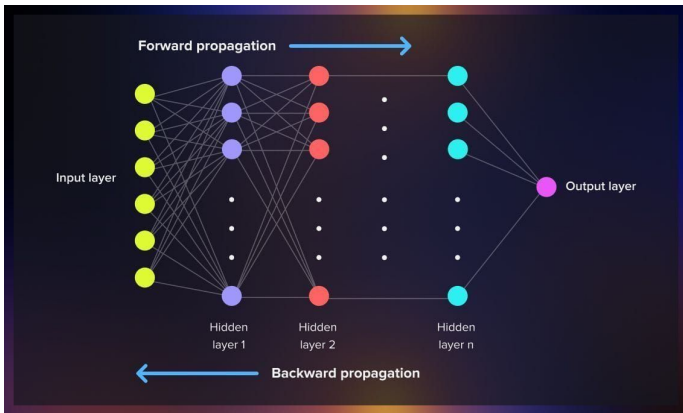 Forward propagation
Input layer
Output layer
Hidden
layer 1
Hidden
layer 2
Hidden
layer n
Backward propagation